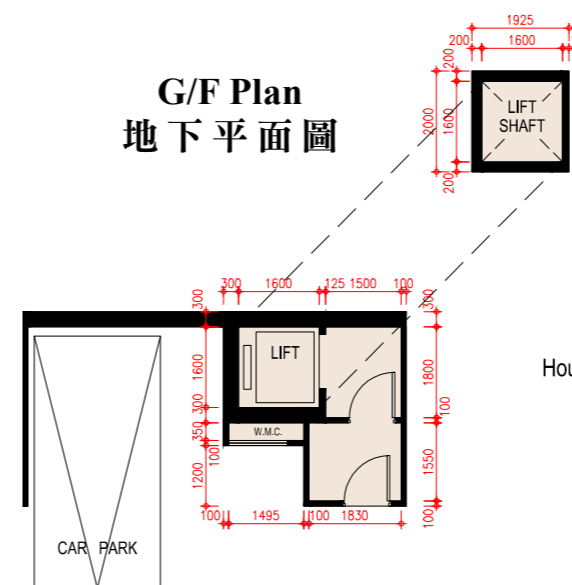 1925
200 1600
G/F Plan
地下平面圖
200
2000
1600
200
LIFT
SHAFT
300 1600 125 1500 100
300
300
1600
LIFT
1800
Hou
300
100
350
W.M.C.
100
1200
1550
100 1495 100 1830
100
CAR PARK